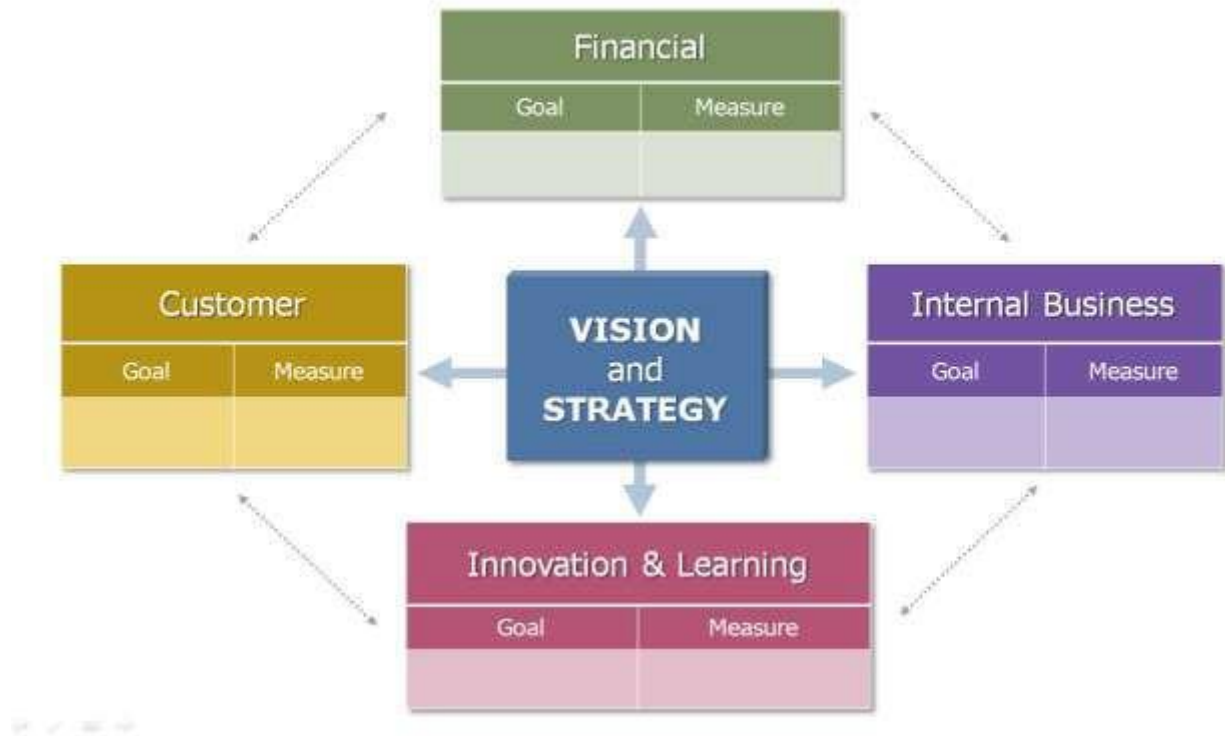 Financial
Goal Measure
Customer
Goal Measure
VISION
and
STRATEGY
Internal Business
Goal Measure
Innovation & Learning
Goal Measure